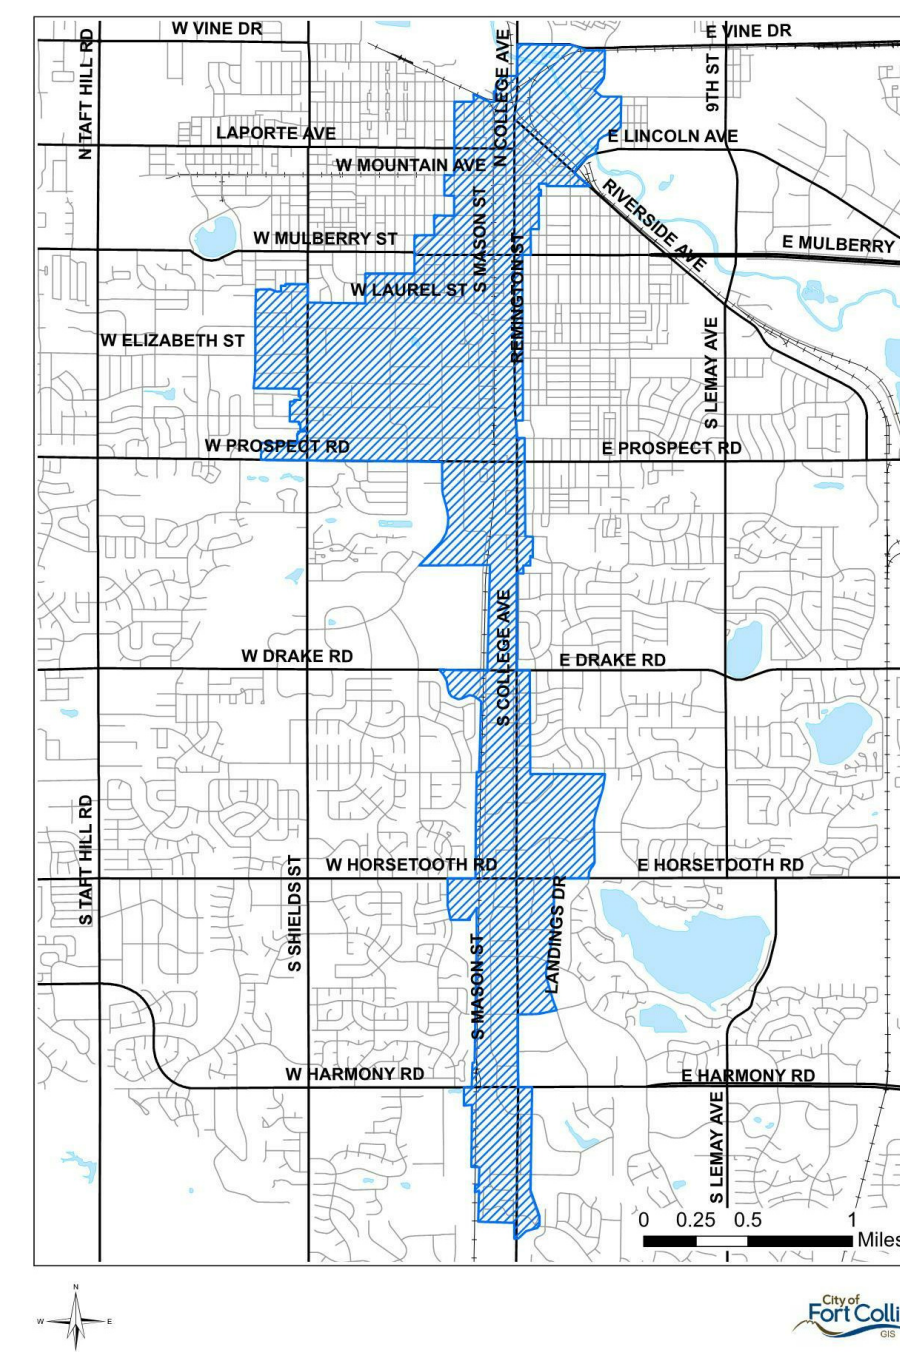 W VINE DR
E VINE DR
N TAFT HILL RD
N COLLEGE AVE
9TH ST
LAPORTE AVE
E LINCOLN AVE
W MOUNTAIN AVE
RIVERSIDE AVE
S MASON ST
W MULBERRY ST
E MULBERRY
REMINGTON ST
W LAUREL ST
W ELIZABETH ST
S LEMAY AVE
W PROSPECT RD
E PROSPECT RD
S COLLEGE AVE
W DRAKE RD
E DRAKE RD
S TAFT HILL RD
W HORSETOOTH RD
E HORSETOOTH RD
S SHIELDS ST
LANDINGS DR
S MASON ST
W HARMONY RD
E HARMONY RD
S LEMAY AVE
0 0.25 0.5 1
Miles
N
W E
S
City of
Fort Colli
GIS